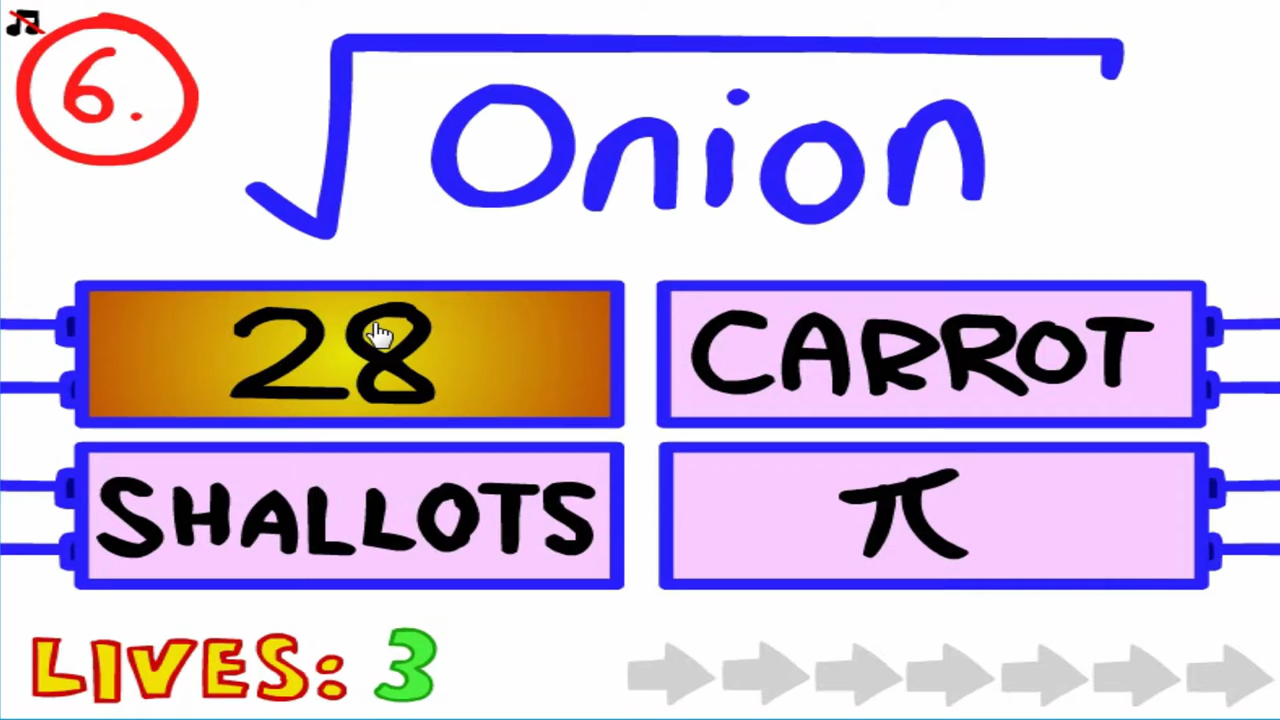 6.
√Onion
28
CARROT
SHALLOTS
π
LIVES: 3